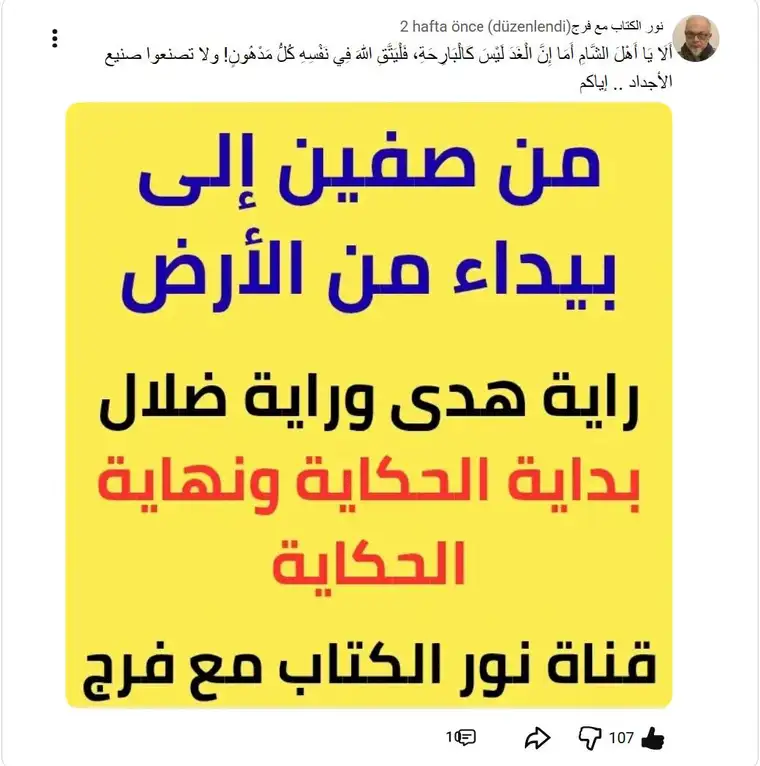 نور الكتاب مع فرج(düzenlendi) 2 hafta önce
أَلَا يَا أَهْلَ الشَّامِ أَمَا إِنَّ الْغَدَ لَيْسَ كَالْبَارِحَةِ، فَلْيَتَّقِ اللهَ فِي نَفْسِهِ كُلُّ مَدْهُونٍ! ولا تصنعوا صنيع
الأجداد .. إياكم
من صفين إلى
بيداء من الأرض
راية هدى وراية ضلال
بداية الحكاية ونهاية
الحكاية
قناة نور الكتاب مع فرج
107
10